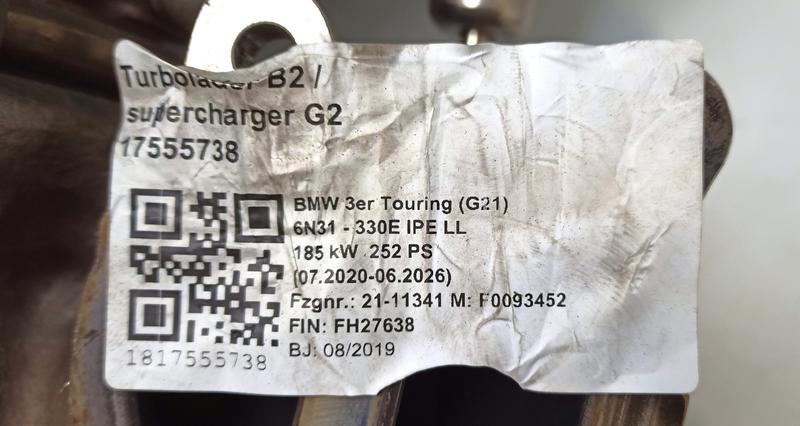 Turbolader B2 /
supercharger G2
17555738
BMW 3er Touring (G21)
6N31 - 330E IPE LL
185 kW 252 PS
(07.2020-06.2026)
Fzgnr.: 21-11341 M: F0093452
FIN: FH27638
BJ: 08/2019
1817555738